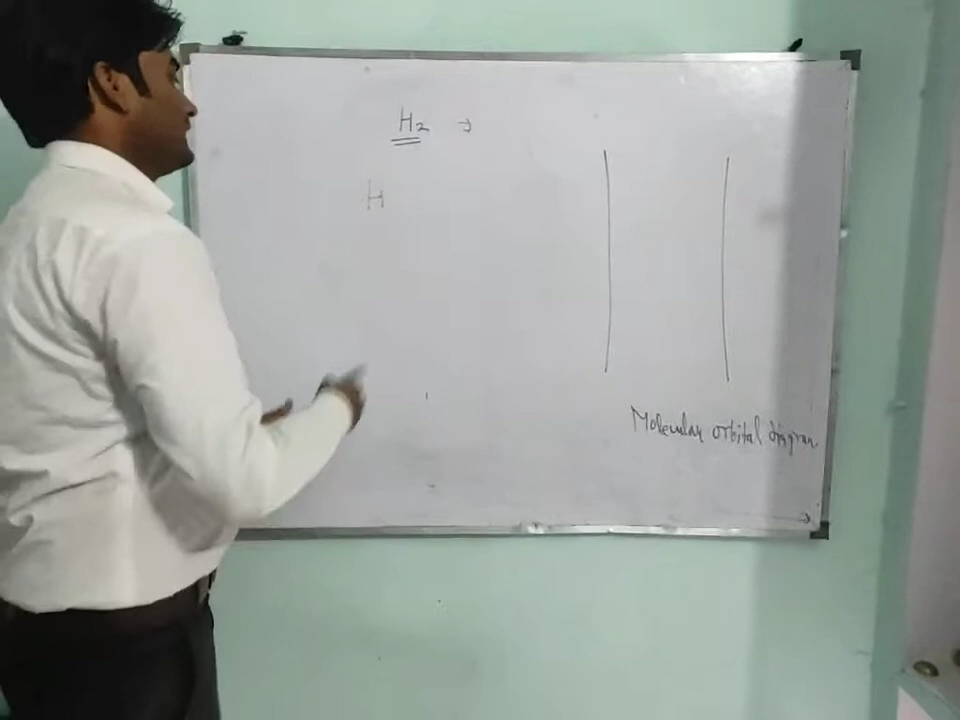 H₂ →
H
Molecular orbital diagram